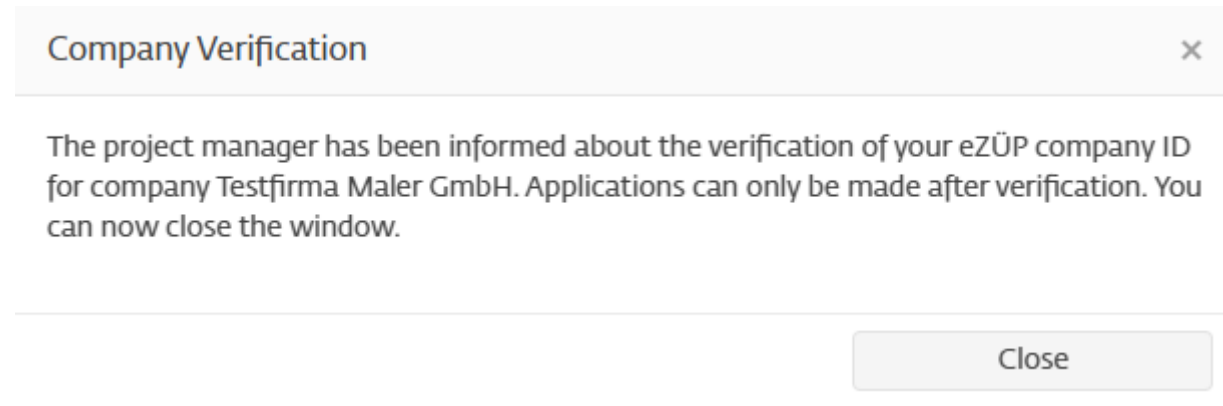 Company Verification ×
The project manager has been informed about the verification of your eZÜP company ID
for company Testfirma Maler GmbH. Applications can only be made after verification. You
can now close the window.
Close